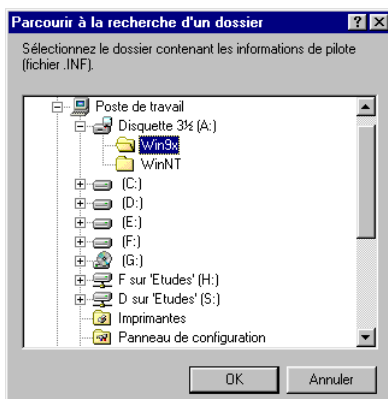 Parcourir à la recherche d'un dossier
Sélectionnez le dossier contenant les informations de pilote
(fichier .INF).
Poste de travail
Disquette 3½ (A:)
Win9x
WinNT
(C:)
(D:)
(E:)
(F:)
(G:)
F sur 'Etudes' (H:)
D sur 'Etudes' (S:)
Imprimantes
Panneau de configuration
OK Annuler